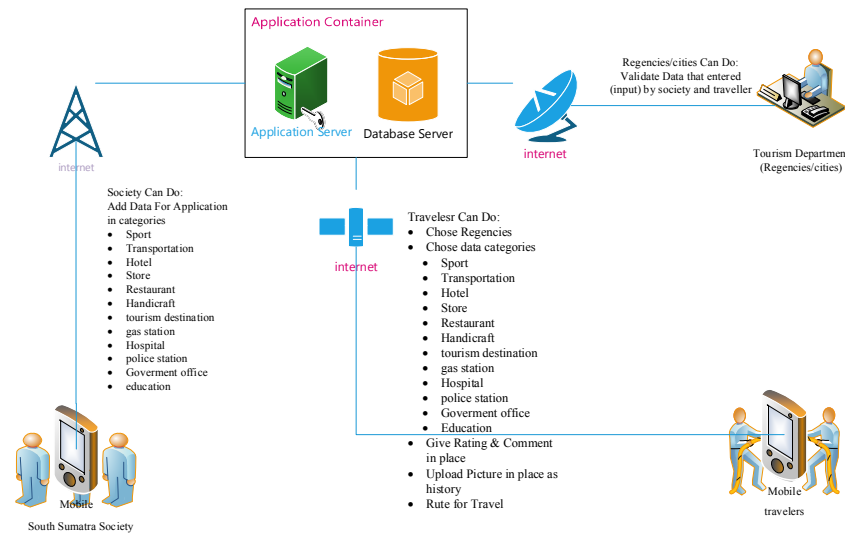 Application Container
Application Server
Database Server
internet
Society Can Do:
Add Data For Application
in categories
• Sport
• Transportation
• Hotel
• Store
• Restaurant
• Handicraft
• tourism destination
• gas station
• Hospital
• police station
• Goverment office
• education
Mobile
South Sumatra Society
internet
Travelesr Can Do:
• Chose Regencies
• Chose data categories
• Sport
• Transportation
• Hotel
• Store
• Restaurant
• Handicraft
• tourism destination
• gas station
• Hospital
• police station
• Goverment office
• Education
• Give Rating & Comment
in place
• Upload Picture in place as
history
• Rute for Travel
internet
Regencies/cities Can Do:
Validate Data that entered
(input) by society and traveller
Tourism Departmen
(Regencies/cities)
Mobile
travelers